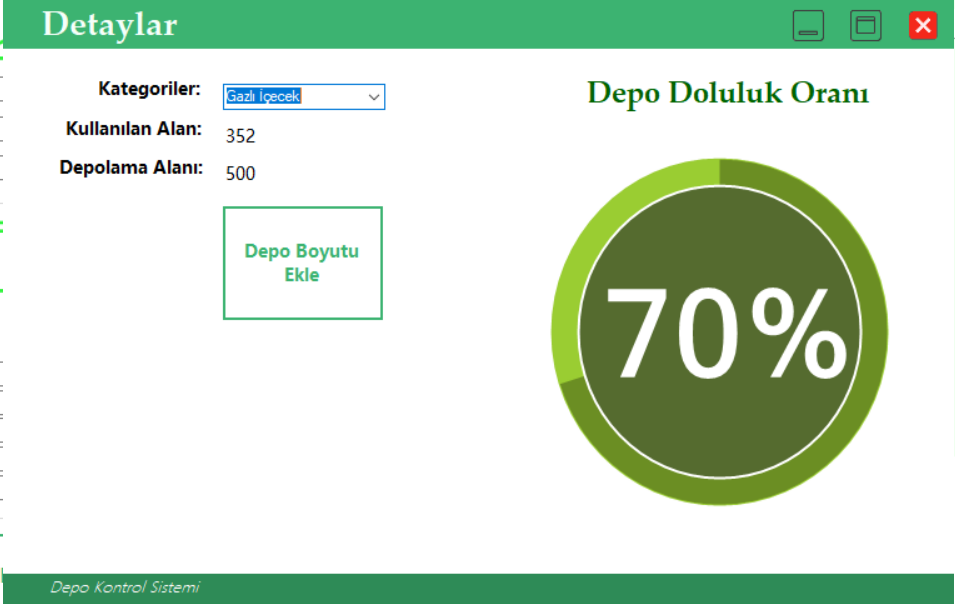 Detaylar
Kategoriler:
Gazlı İçecek
Kullanılan Alan:
352
Depolama Alanı:
500
Depo Boyutu
Ekle
Depo Doluluk Oranı
70%
Depo Kontrol Sistemi